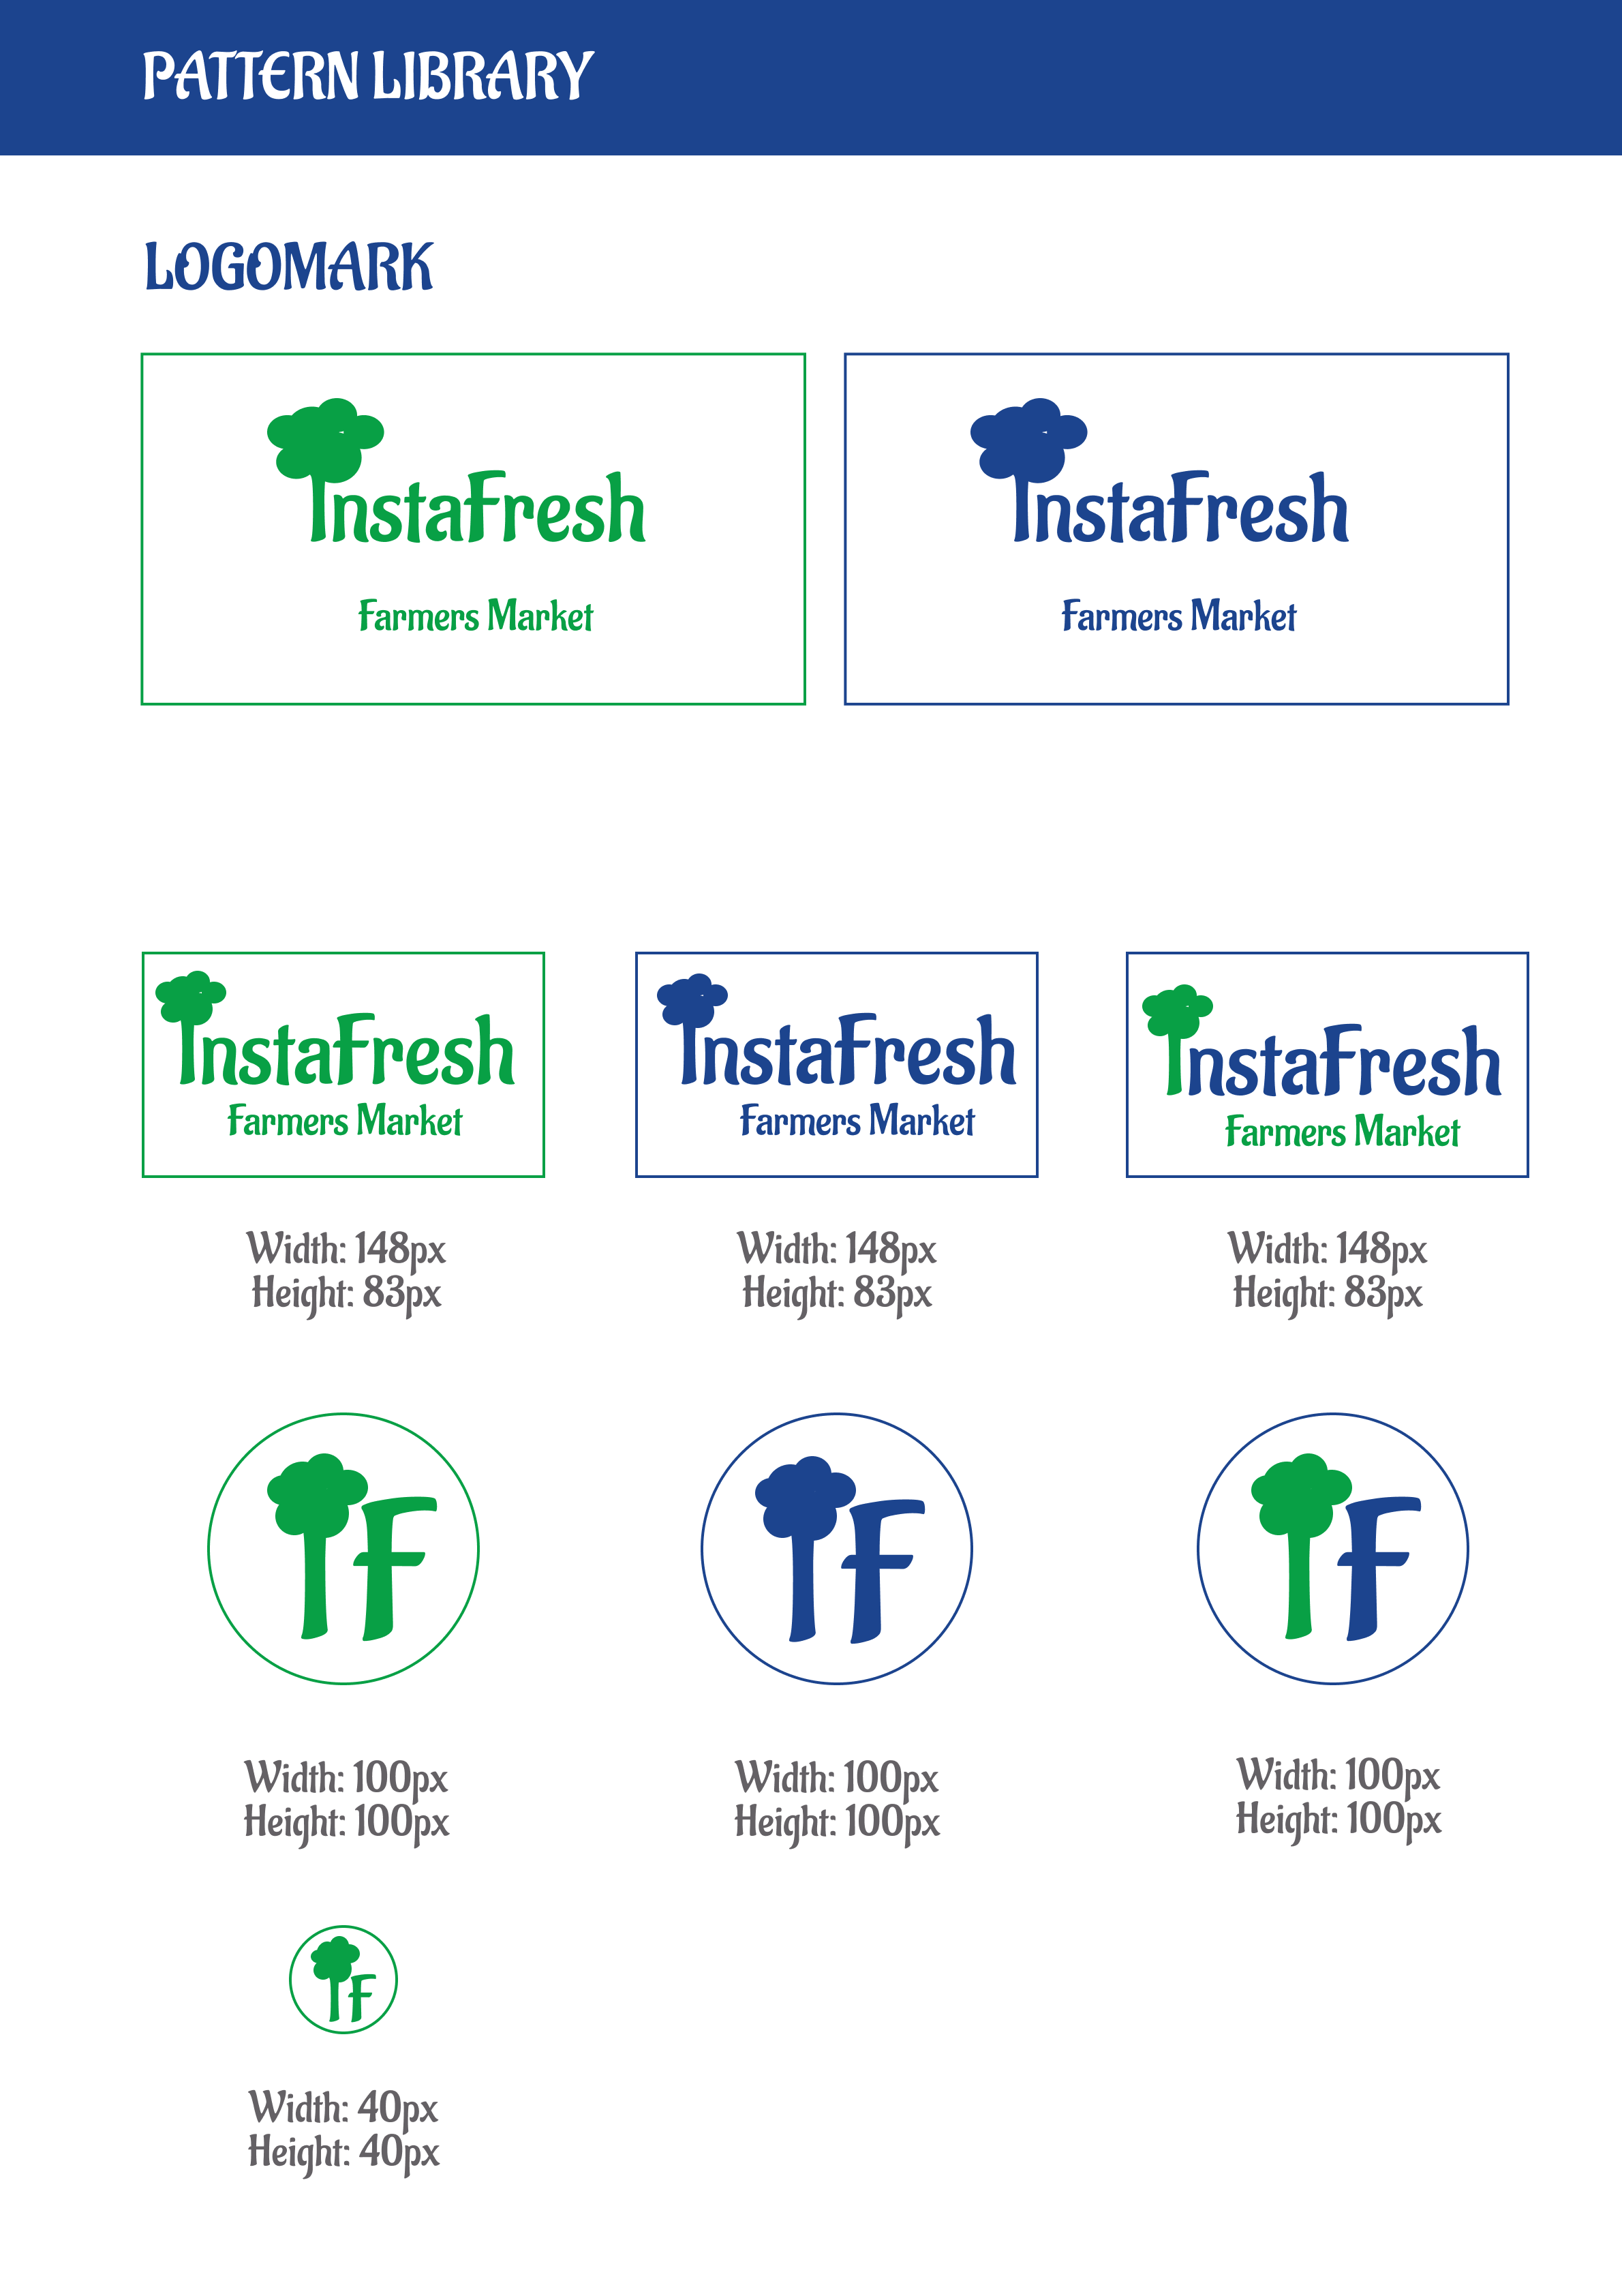 PATTERN LIBRARY
LOGOMARK
InstaFresh
Farmers Market
InstaFresh
Farmers Market
InstaFresh
Farmers Market
InstaFresh
Farmers Market
InstaFresh
Farmers Market
Width: 148px
Height: 83px
Width: 148px
Height: 83px
Width: 148px
Height: 83px
IF
IF
IF
Width: 100px
Height: 100px
Width: 100px
Height: 100px
Width: 100px
Height: 100px
IF
Width: 40px
Height: 40px